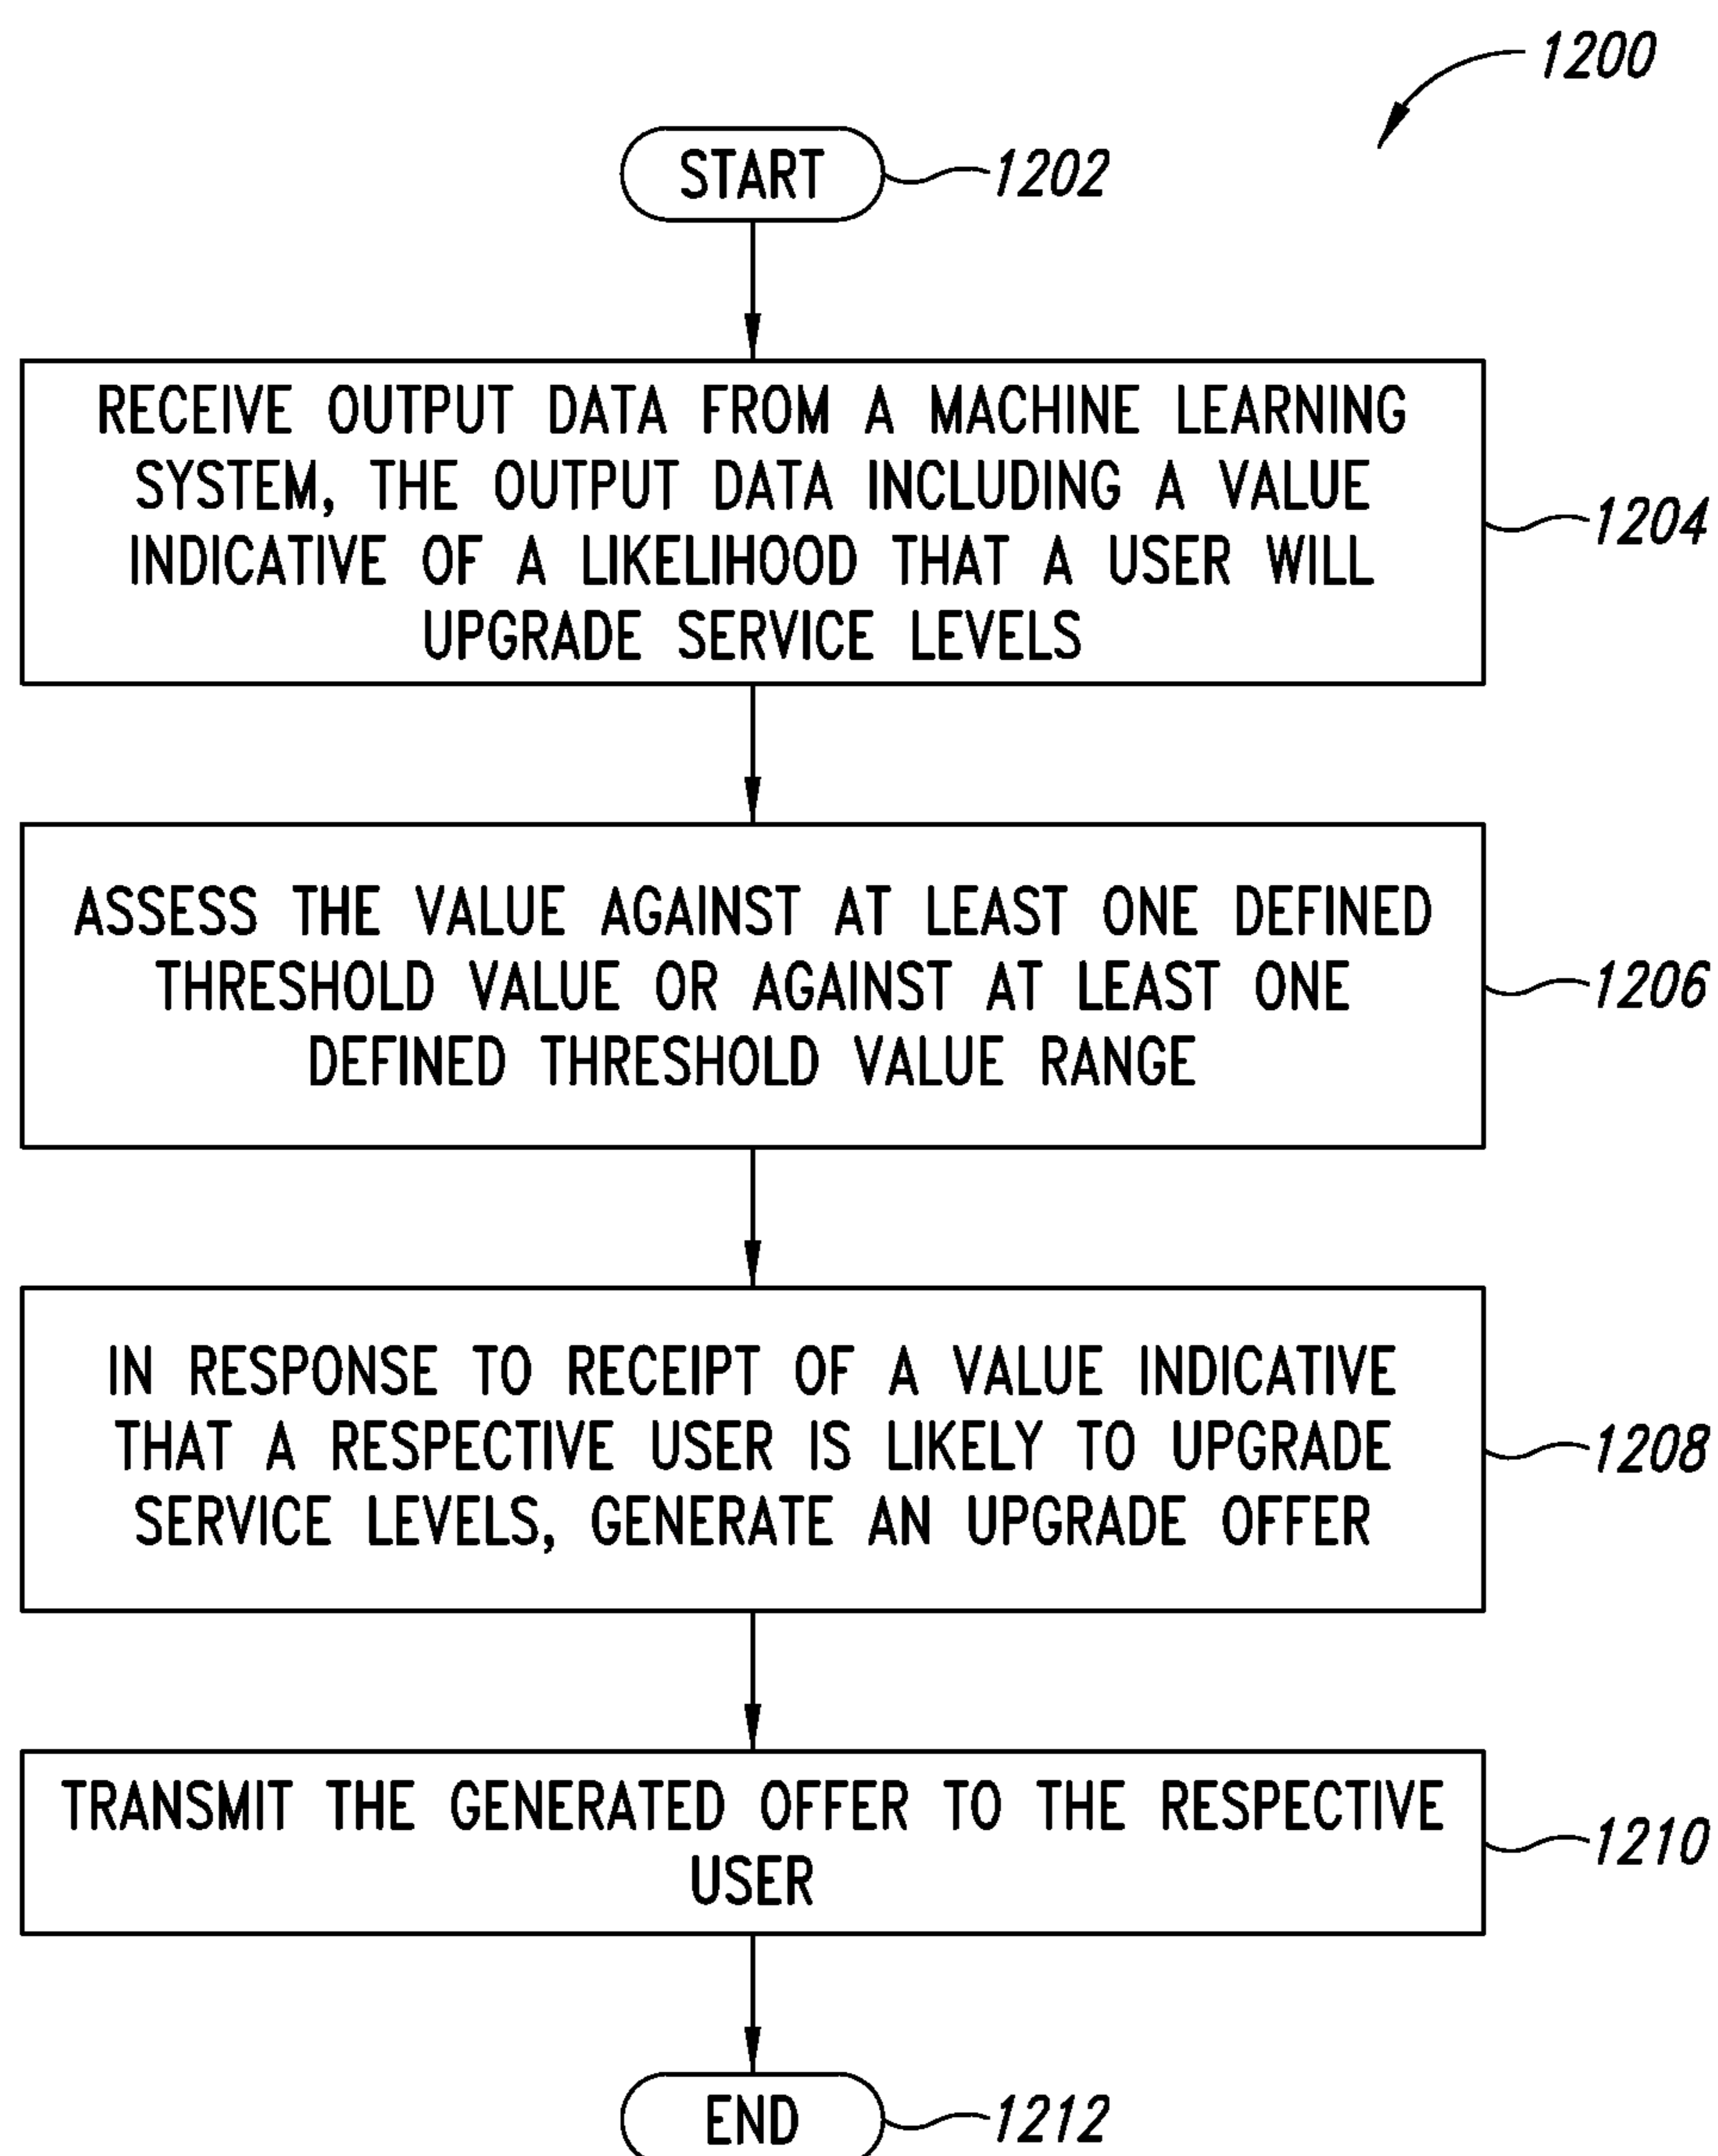 1200
START
1202
RECEIVE OUTPUT DATA FROM A MACHINE LEARNING
SYSTEM, THE OUTPUT DATA INCLUDING A VALUE
INDICATIVE OF A LIKELIHOOD THAT A USER WILL
UPGRADE SERVICE LEVELS
1204
ASSESS THE VALUE AGAINST AT LEAST ONE DEFINED
THRESHOLD VALUE OR AGAINST AT LEAST ONE
DEFINED THRESHOLD VALUE RANGE
1206
IN RESPONSE TO RECEIPT OF A VALUE INDICATIVE
THAT A RESPECTIVE USER IS LIKELY TO UPGRADE
SERVICE LEVELS, GENERATE AN UPGRADE OFFER
1208
TRANSMIT THE GENERATED OFFER TO THE RESPECTIVE
USER
1210
END
1212